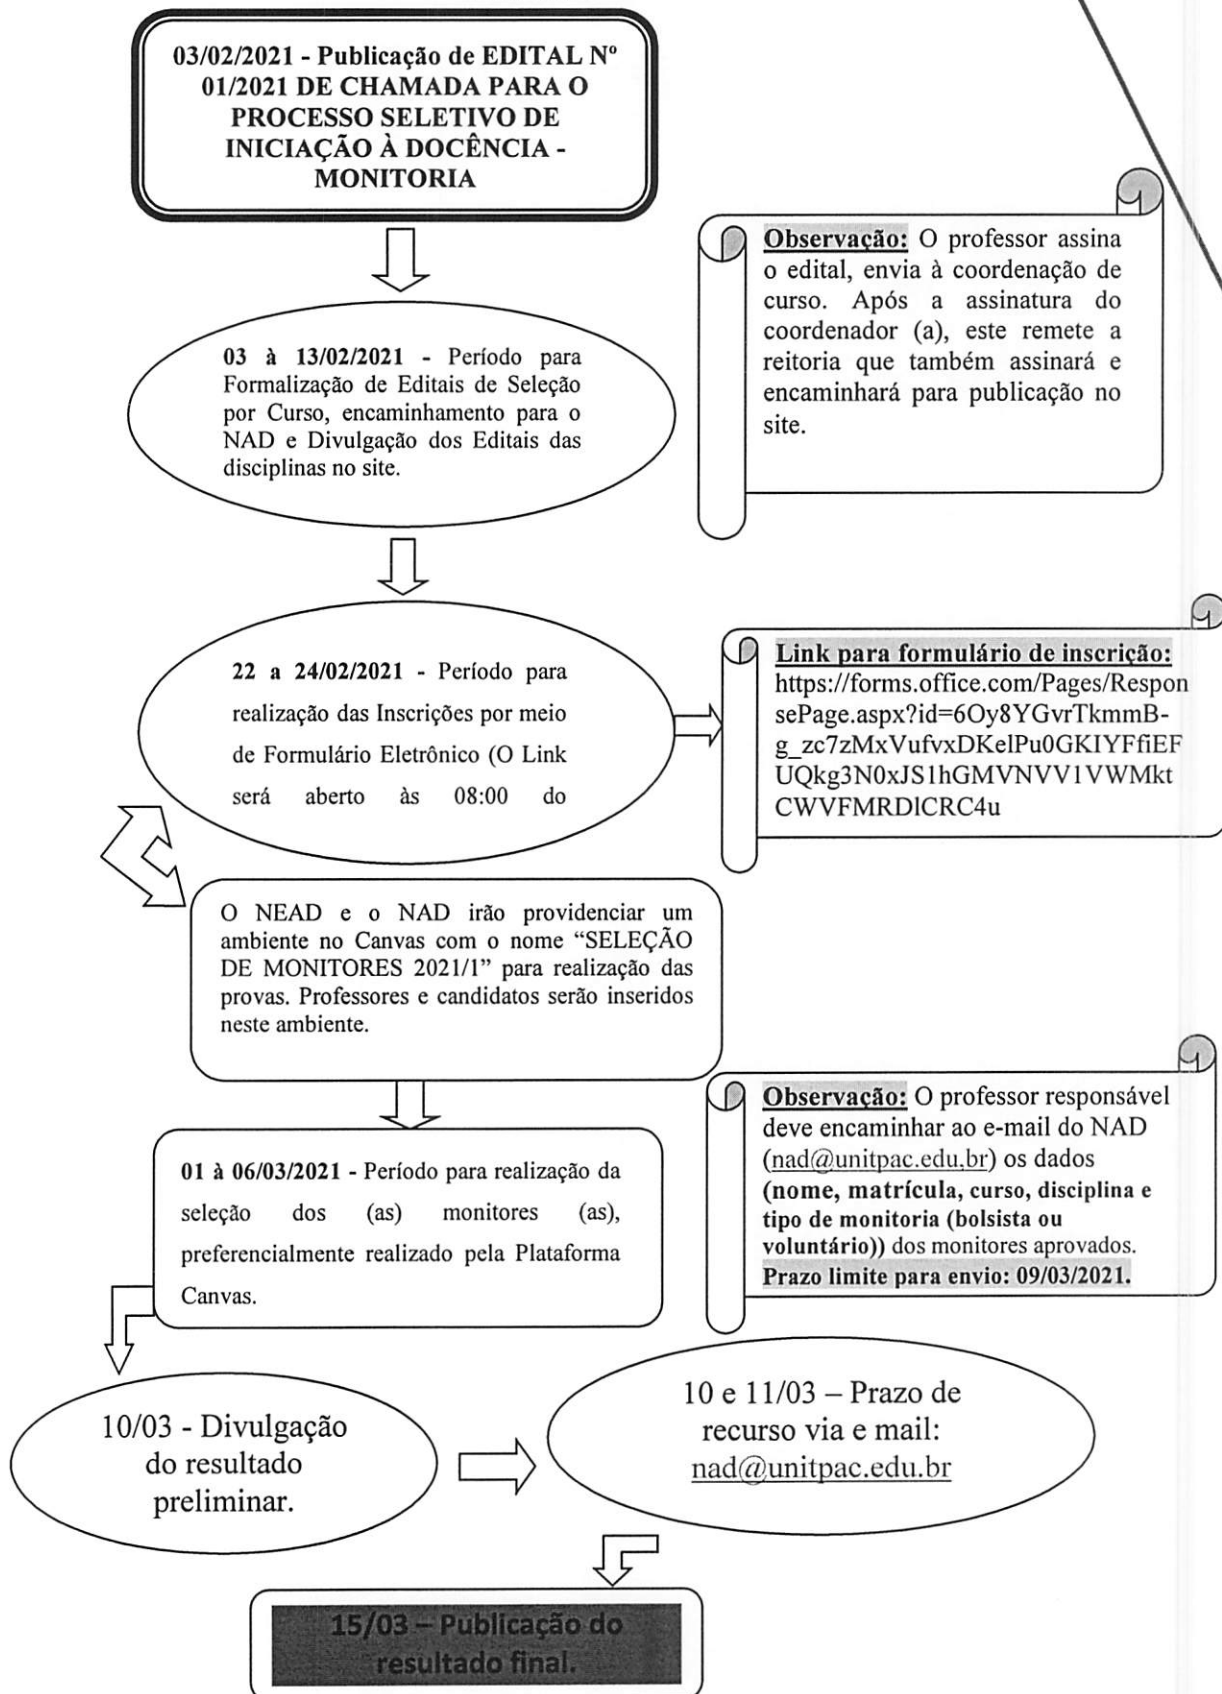 03/02/2021 - Publicação de EDITAL Nº
01/2021 DE CHAMADA PARA O
PROCESSO SELETIVO DE
INICIAÇÃO À DOCÊNCIA -
MONITORIA
Observação: O professor assina
o edital, envia à coordenação de
curso. Após a assinatura do
coordenador (a), este remete a
reitoria que também assinará e
encaminhará para publicação no
site.
03 à 13/02/2021 - Período para
Formalização de Editais de Seleção
por Curso, encaminhamento para o
NAD e Divulgação dos Editais das
disciplinas no site.
22 a 24/02/2021 - Período para
realização das Inscrições por meio
de Formulário Eletrônico (O Link
será aberto às 08:00 do
Link para formulário de inscrição:
https://forms.office.com/Pages/Respon
sePage.aspx?id=6Oy8YGvrTkmmB-
g_zc7zMxVufvxDKelPu0GKIYFfiEF
UQkg3N0xJS1hGMVNVV1VWMkt
CWVFMRDlCRC4u
O NEAD e o NAD irão providenciar um
ambiente no Canvas com o nome “SELEÇÃO
DE MONITORES 2021/1” para realização das
provas. Professores e candidatos serão inseridos
neste ambiente.
01 à 06/03/2021 - Período para realização da
seleção dos (as) monitores (as),
preferencialmente realizado pela Plataforma
Canvas.
Observação: O professor responsável
deve encaminhar ao e-mail do NAD
(nad@unitpac.edu.br) os dados
(nome, matrícula, curso, disciplina e
tipo de monitoria (bolsista ou
voluntário)) dos monitores aprovados.
Prazo limite para envio: 09/03/2021.
10/03 - Divulgação
do resultado
preliminar.
10 e 11/03 – Prazo de
recurso via e mail:
nad@unitpac.edu.br
15/03 – Publicação do
resultado final.